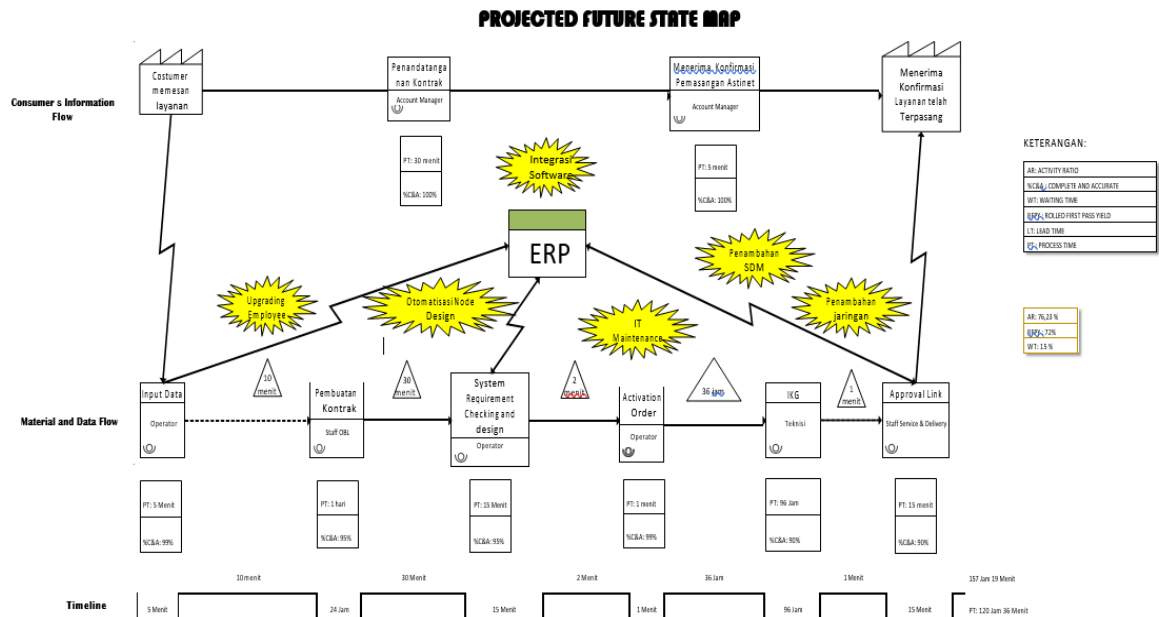 PROJECTED FUTURE STATE MAP
Consumer s Information
Flow
Costumer
memesan
layanan
Penandatanga
nan Kontrak
Account Manager
Menerima Konfirmasi
Pemasangan Astinet
Account Manager
Menerima
Konfirmasi
Layanan telah
Terpasang
PT: 30 menit
%C&A: 100%
PT: 5 menit
%C&A: 100%
KETERANGAN:
AR: ACTIVITY RATIO
%C&A: COMPLETE AND ACCURATE
WT: WAITING TIME
RFPY: ROLLED FIRST PASS YIELD
LT: LEAD TIME
PT: PROCESS TIME
Integrasi
Software
ERP
Upgrading
Employee
Otomatisasi Node
Design
IT
Maintenance
Penambahan
SDM
Penambahan
jaringan
AR: 76,23 %
RFPY: 72%
WT: 15 %
Material and Data Flow
Input Data
Operator
10
menit
Pembuatan
Kontrak
Staff OBL
30
menit
System
Requirement
Checking and
design
Operator
2
menit
Activation
Order
Operator
36 Jam
IKG
Teknisi
1
menit
Approval Link
Staff Service & Delivery
PT: 5 Menit
%C&A: 99%
PT: 1 hari
%C&A: 95%
PT: 15 Menit
%C&A: 95%
PT: 1 menit
%C&A: 99%
PT: 96 Jam
%C&A: 90%
PT: 15 menit
%C&A: 90%
Timeline
10 menit
30 Menit
2 Menit
36 Jam
1 Menit
157 Jam 19 Menit
5 Menit
24 Jam
15 Menit
1 Menit
96 Jam
15 Menit
PT: 120 Jam 36 Menit